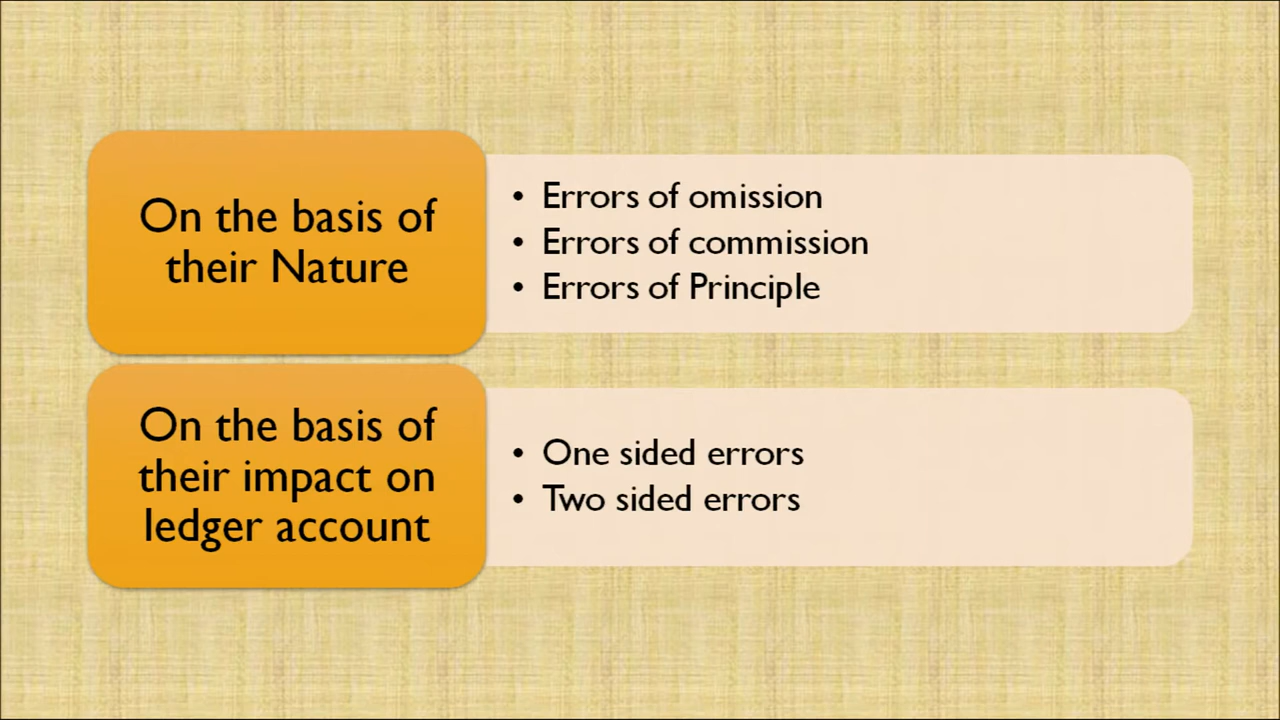 On the basis of
their Nature
• Errors of omission
• Errors of commission
• Errors of Principle
On the basis of
their impact on
ledger account
• One sided errors
• Two sided errors